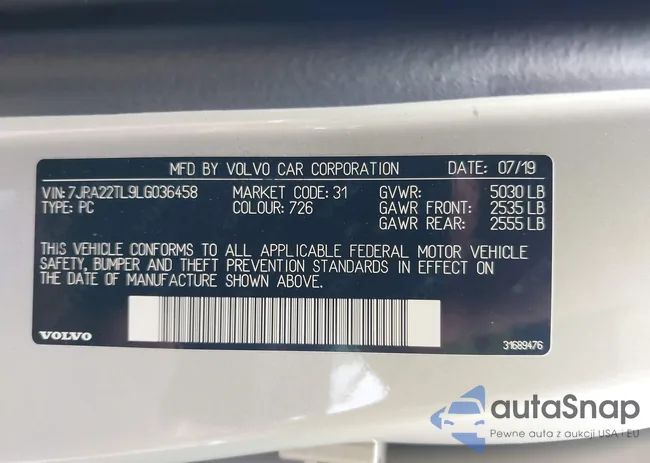 MFD BY VOLVO CAR CORPORATION DATE: 07/19
VIN:7JRA22TL9LG036458 MARKET CODE: 31 GVWR: 5030 LB
TYPE: PC COLOUR: 726 GAWR FRONT: 2535 LB
GAWR REAR: 2555 LB
THIS VEHICLE CONFORMS TO ALL APPLICABLE FEDERAL MOTOR VEHICLE
SAFETY, BUMPER AND THEFT PREVENTION STANDARDS IN EFFECT ON
THE DATE OF MANUFACTURE SHOWN ABOVE.
VOLVO 31689476
autaSnap
Pewne auta z aukcji USA i EU